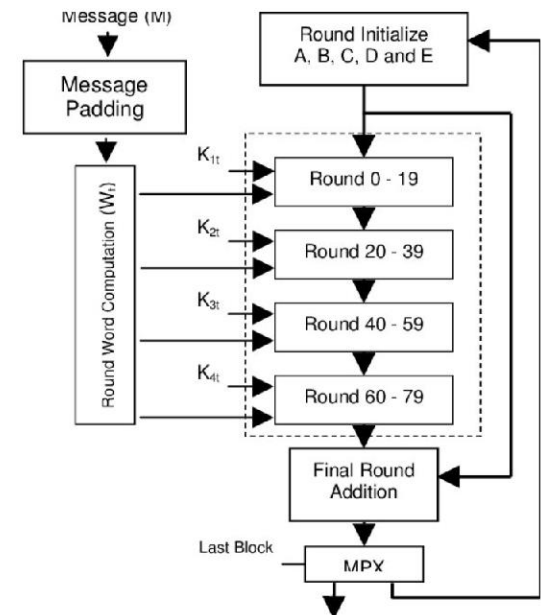 Message (M)
Message
Padding
Round Word Computation (Wₜ)
Round Initialize
A, B, C, D and E
K₁ₜ
Round 0 - 19
K₂ₜ
Round 20 - 39
K₃ₜ
Round 40 - 59
K₄ₜ
Round 60 - 79
Final Round
Addition
Last Block
MPX